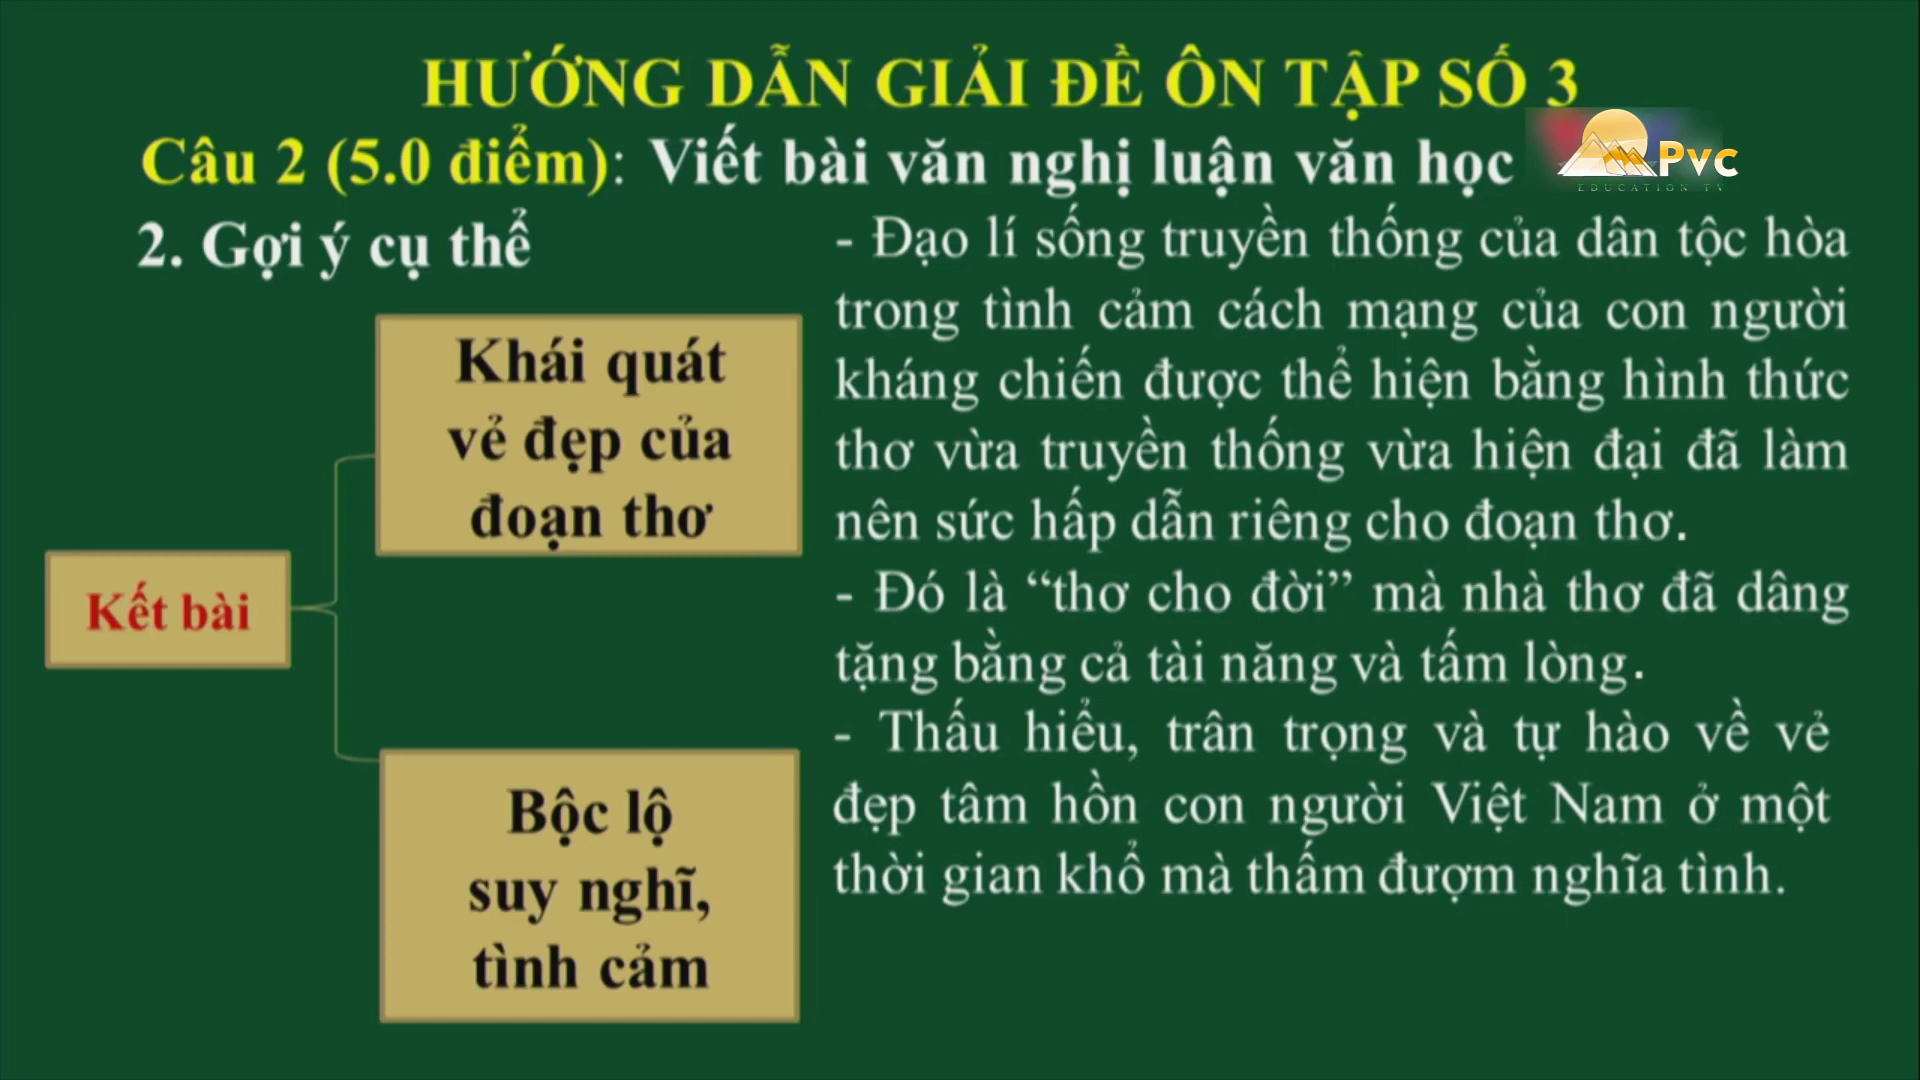 HƯỚNG DẪN GIẢI ĐỀ ÔN TẬP SỐ 3
Câu 2 (5.0 điểm): Viết bài văn nghị luận văn học
Pvc
EDUCATION TV
2. Gợi ý cụ thể
Kết bài
Khái quát
vẻ đẹp của
đoạn thơ
- Đạo lí sống truyền thống của dân tộc hòa
trong tình cảm cách mạng của con người
kháng chiến được thể hiện bằng hình thức
thơ vừa truyền thống vừa hiện đại đã làm
nên sức hấp dẫn riêng cho đoạn thơ.
- Đó là “thơ cho đời” mà nhà thơ đã dâng
tặng bằng cả tài năng và tấm lòng.
Bộc lộ
suy nghĩ,
tình cảm
- Thấu hiểu, trân trọng và tự hào về vẻ
đẹp tâm hồn con người Việt Nam ở một
thời gian khổ mà thấm đượm nghĩa tình.